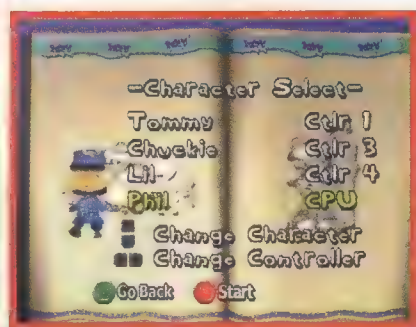 -Character Select-
Tommy Ctlr 1
Chuckie Ctlr 3
Lil Ctlr 4
Phil CPU
Change Character
Change Controller
Go Back Start